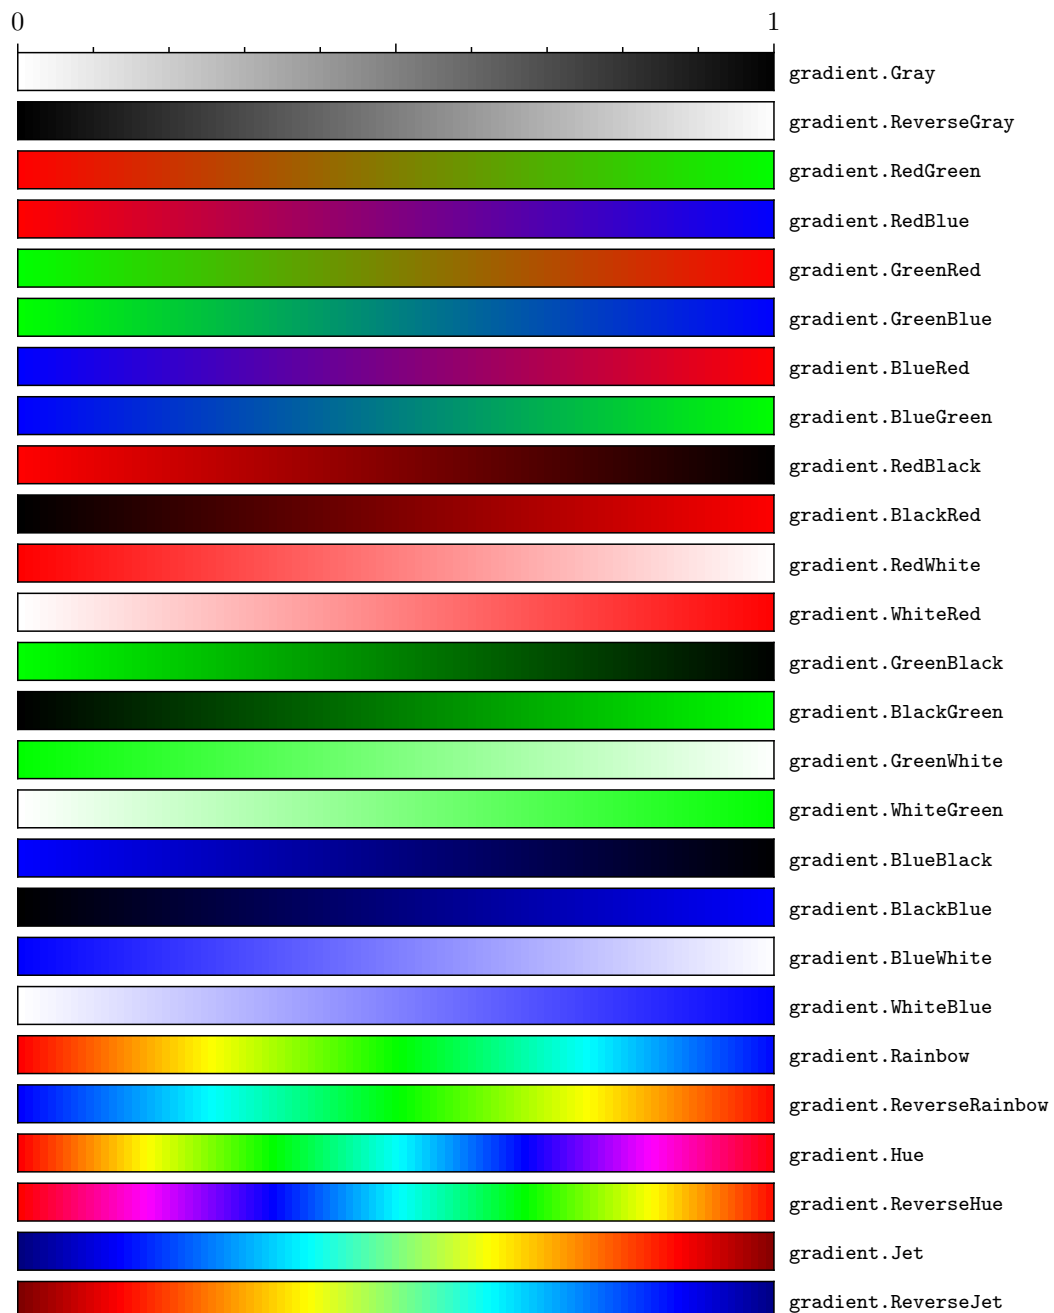 0 1
gradient.Gray
gradient.ReverseGray
gradient.RedGreen
gradient.RedBlue
gradient.GreenRed
gradient.GreenBlue
gradient.BlueRed
gradient.BlueGreen
gradient.RedBlack
gradient.BlackRed
gradient.RedWhite
gradient.WhiteRed
gradient.GreenBlack
gradient.BlackGreen
gradient.GreenWhite
gradient.WhiteGreen
gradient.BlueBlack
gradient.BlackBlue
gradient.BlueWhite
gradient.WhiteBlue
gradient.Rainbow
gradient.ReverseRainbow
gradient.Hue
gradient.ReverseHue
gradient.Jet
gradient.ReverseJet